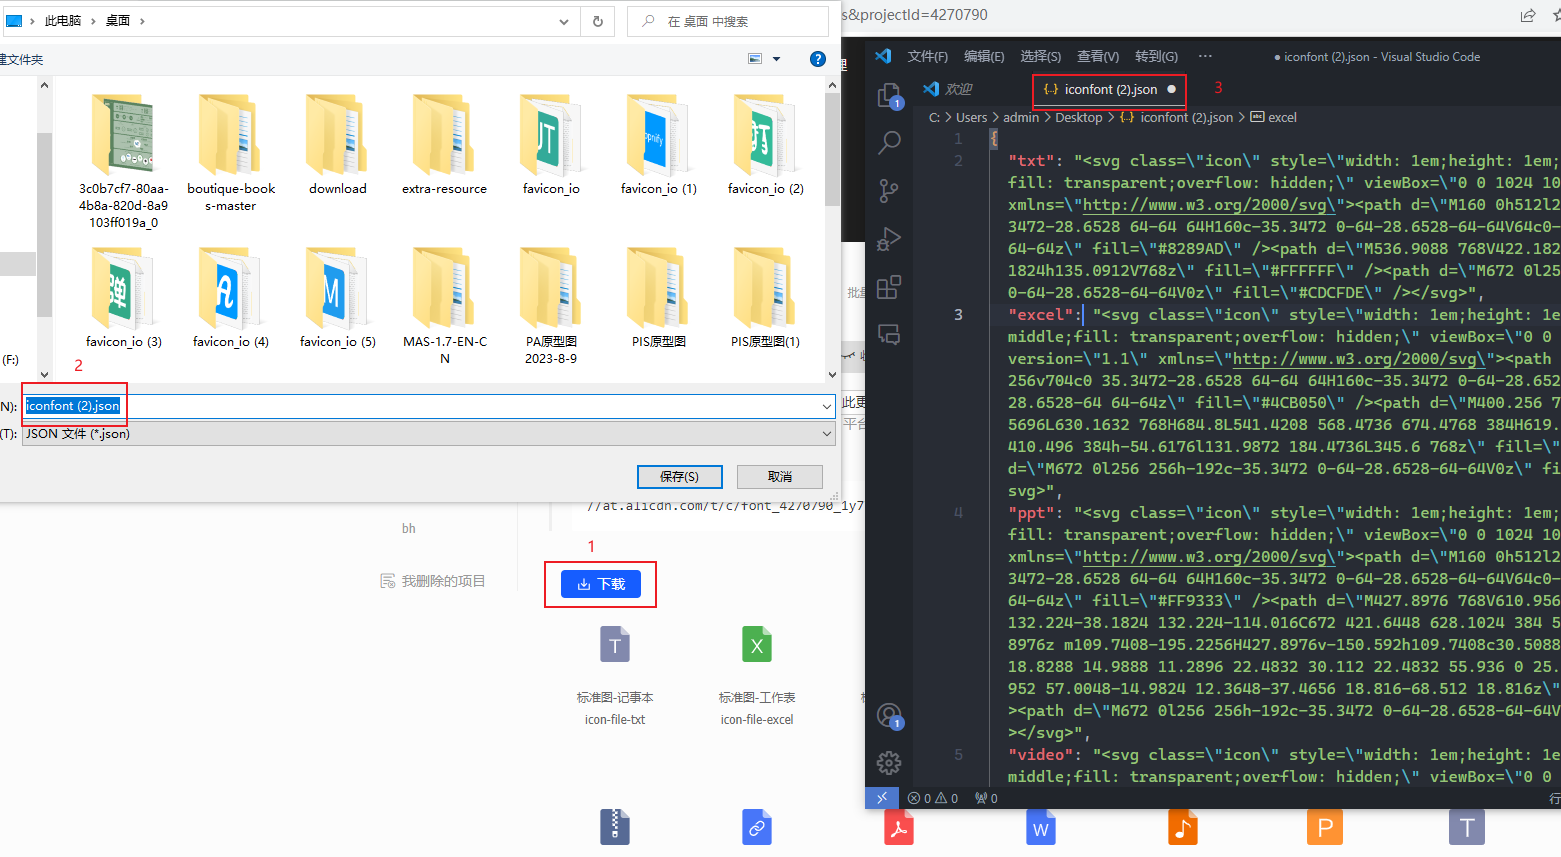 此电脑 > 桌面 >
在 桌面 中搜索
s&projectId=4270790
建文件夹
3c0b7cf7-80aa-
4b8a-820d-8a9
103ff019a_0
boutique-book
s-master
download
extra-resource
favicon_io
favicon_io (1)
favicon_io (2)
favicon_io (3)
favicon_io (4)
favicon_io (5)
MAS-1.7-EN-C
N
PA原型图
2023-8-9
PIS原型图
PIS原型图(1)
(F:)
2
N): iconfont (2).json
(T): JSON 文件 (*.json)
保存(S)
取消
理
批量
此更
平台
//at.alicdn.com/t/c/font_4270790_1y7
bh
我删除的项目
1
下载
T
X
标准图-记事本
icon-file-txt
标准图-工作表
icon-file-excel
W
P
T
文件(F) 编辑(E) 选择(S) 查看(V) 转到(G) ···
● iconfont (2).json - Visual Studio Code
欢迎
{..} iconfont (2).json ●
3
C: > Users > admin > Desktop > {..} iconfont (2).json > excel
1 {
2 "txt": "<svg class=\"icon\" style=\"width: 1em;height: 1em;
fill: transparent;overflow: hidden;\" viewBox=\"0 0 1024 10
xmlns=\"http://www.w3.org/2000/svg\"><path d=\"M160 0h512l2
3472-28.6528 64-64 64H160c-35.3472 0-64-28.6528-64-64V64c0-
64-64z\" fill=\"#8289AD\" /><path d=\"M536.9088 768V422.182
1824h135.0912V768z\" fill=\"#FFFFFF\" /><path d=\"M672 0l25
0-64-28.6528-64-64V0z\" fill=\"#CDCFDE\" /></svg>",
3 "excel": "<svg class=\"icon\" style=\"width: 1em;height: 1e
middle;fill: transparent;overflow: hidden;\" viewBox=\"0 0
version=\"1.1\" xmlns=\"http://www.w3.org/2000/svg\"><path
256v704c0 35.3472-28.6528 64-64 64H160c-35.3472 0-64-28.652
28.6528-64 64-64z\" fill=\"#4CB050\" /><path d=\"M400.256 7
5696L630.1632 768H684.8L541.4208 568.4736 674.4768 384H619.
410.496 384h-54.6176l131.9872 184.4736L345.6 768z\" fill=\"
d=\"M672 0l256 256h-192c-35.3472 0-64-28.6528-64-64V0z\" fi
svg>",
4 "ppt": "<svg class=\"icon\" style=\"width: 1em;height: 1em;
fill: transparent;overflow: hidden;\" viewBox=\"0 0 1024 10
xmlns=\"http://www.w3.org/2000/svg\"><path d=\"M160 0h512l2
3472-28.6528 64-64 64H160c-35.3472 0-64-28.6528-64-64V64c0-
64-64z\" fill=\"#FF9333\" /><path d=\"M427.8976 768V610.956
132.224-38.1824 132.224-114.016C672 421.6448 628.1024 384 5
8976z m109.7408-195.2256H427.8976v-150.592h109.7408c30.5088
18.8288 14.9888 11.2896 22.4832 30.112 22.4832 55.936 0 25.
952 57.0048-14.9824 12.3648-37.4656 18.816-68.512 18.816z\"
><path d=\"M672 0l256 256h-192c-35.3472 0-64-28.6528-64-64V
></svg>",
5 "video": "<svg class=\"icon\" style=\"width: 1em;height: 1e
middle;fill: transparent;overflow: hidden;\" viewBox=\"0 0
1
1
0 0 0
行